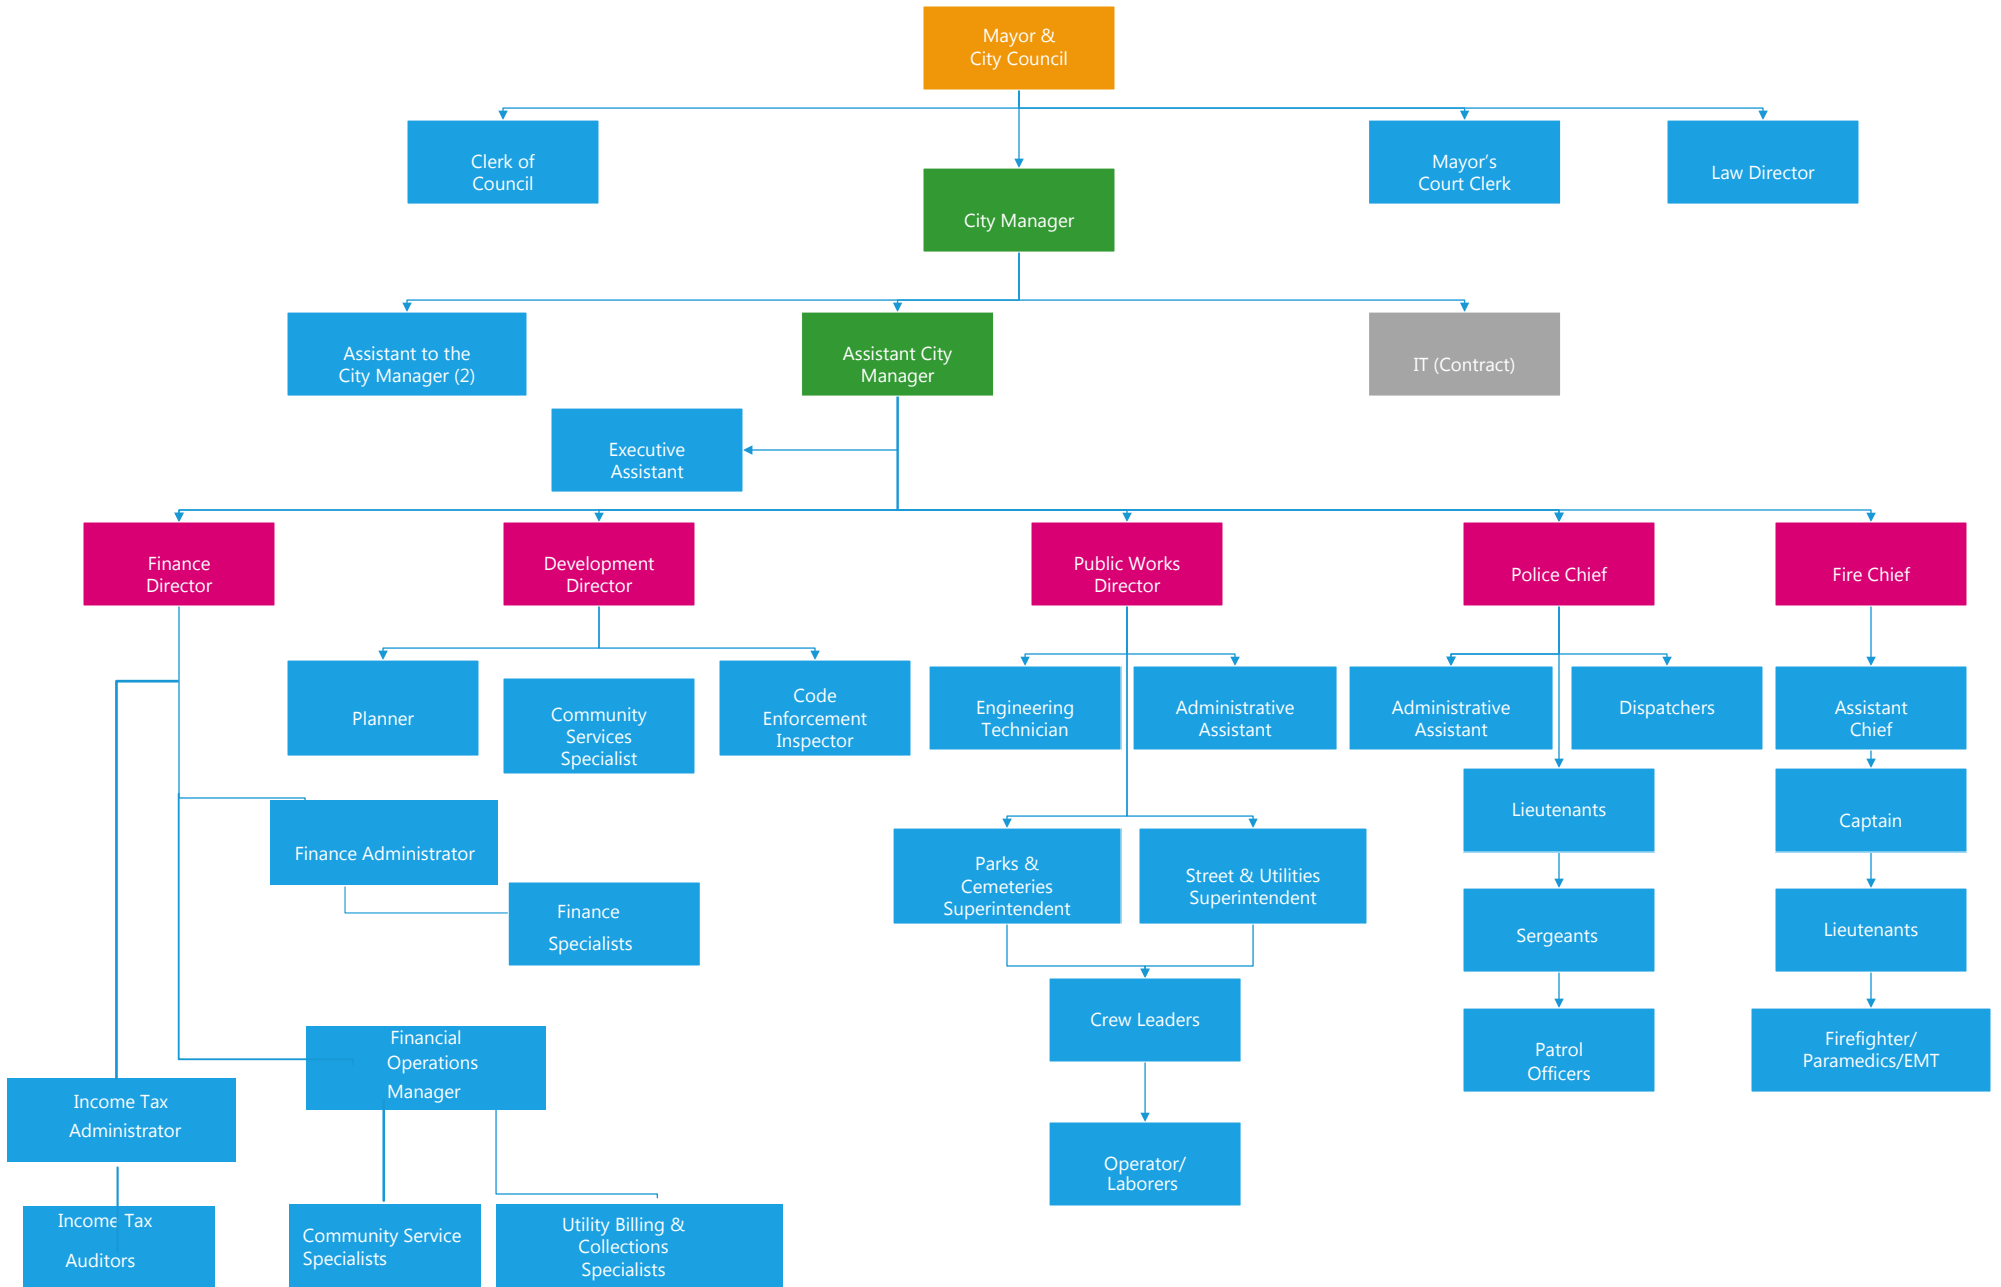 Mayor &
City Council
Clerk of
Council
Mayor's
Court Clerk
Law Director
City Manager
Assistant to the
City Manager (2)
Assistant City
Manager
IT (Contract)
Executive
Assistant
Finance
Director
Development
Director
Public Works
Director
Police Chief
Fire Chief
Planner
Community
Services
Specialist
Code
Enforcement
Inspector
Engineering
Technician
Administrative
Assistant
Administrative
Assistant
Dispatchers
Assistant
Chief
Lieutenants
Captain
Finance Administrator
Finance
Specialists
Parks &
Cemeteries
Superintendent
Street & Utilities
Superintendent
Sergeants
Lieutenants
Crew Leaders
Patrol
Officers
Firefighter/
Paramedics/EMT
Financial
Operations
Manager
Income Tax
Administrator
Operator/
Laborers
Income Tax
Auditors
Community Service
Specialists
Utility Billing &
Collections
Specialists